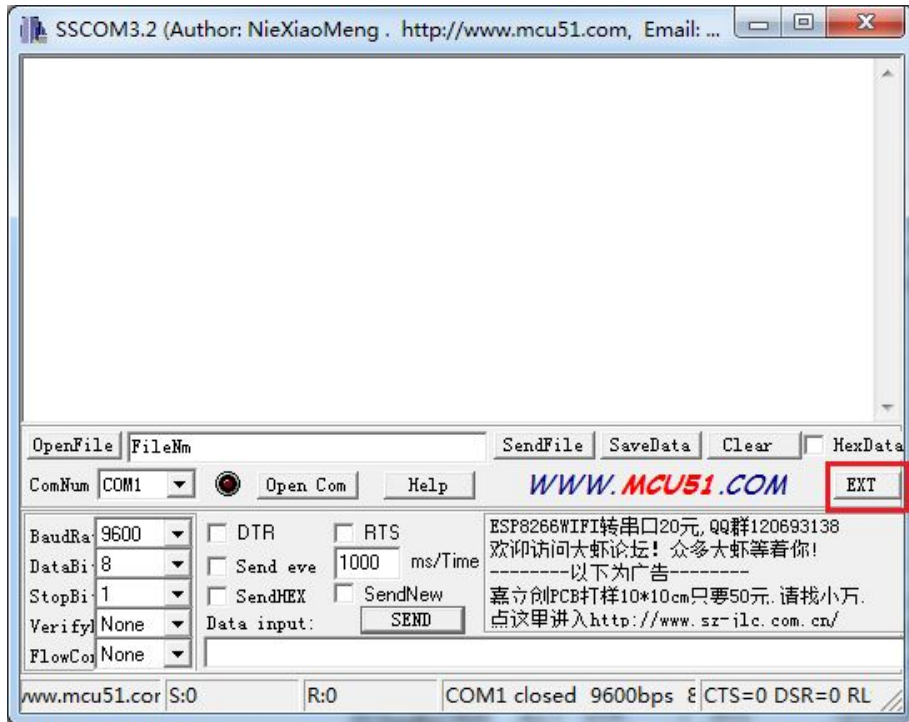 SSCOM3.2 (Author: NieXiaoMeng . http://www.mcu51.com, Email: ...
OpenFile FileNm SendFile SaveData Clear HexData
ComNum COM1 Open Com Help WWW.MCU51.COM EXT
BaudRa 9600 DTR RTS
DataBi 8 Send eve 1000 ms/Time
StopBi 1 SendHEX SendNew
Verify None Data input: SEND
FlowCo None
ESP8266WIFI转串口20元,QQ群120693138
欢迎访问大虾论坛! 众多大虾等着你!
--------以下为广告--------
嘉立创PCB打样10*10cm只要50元.请找小万.
点这里进入http://www.sz-jlc.com.cn/
www.mcu51.cor S:0 R:0 COM1 closed 9600bps 8 CTS=0 DSR=0 RL